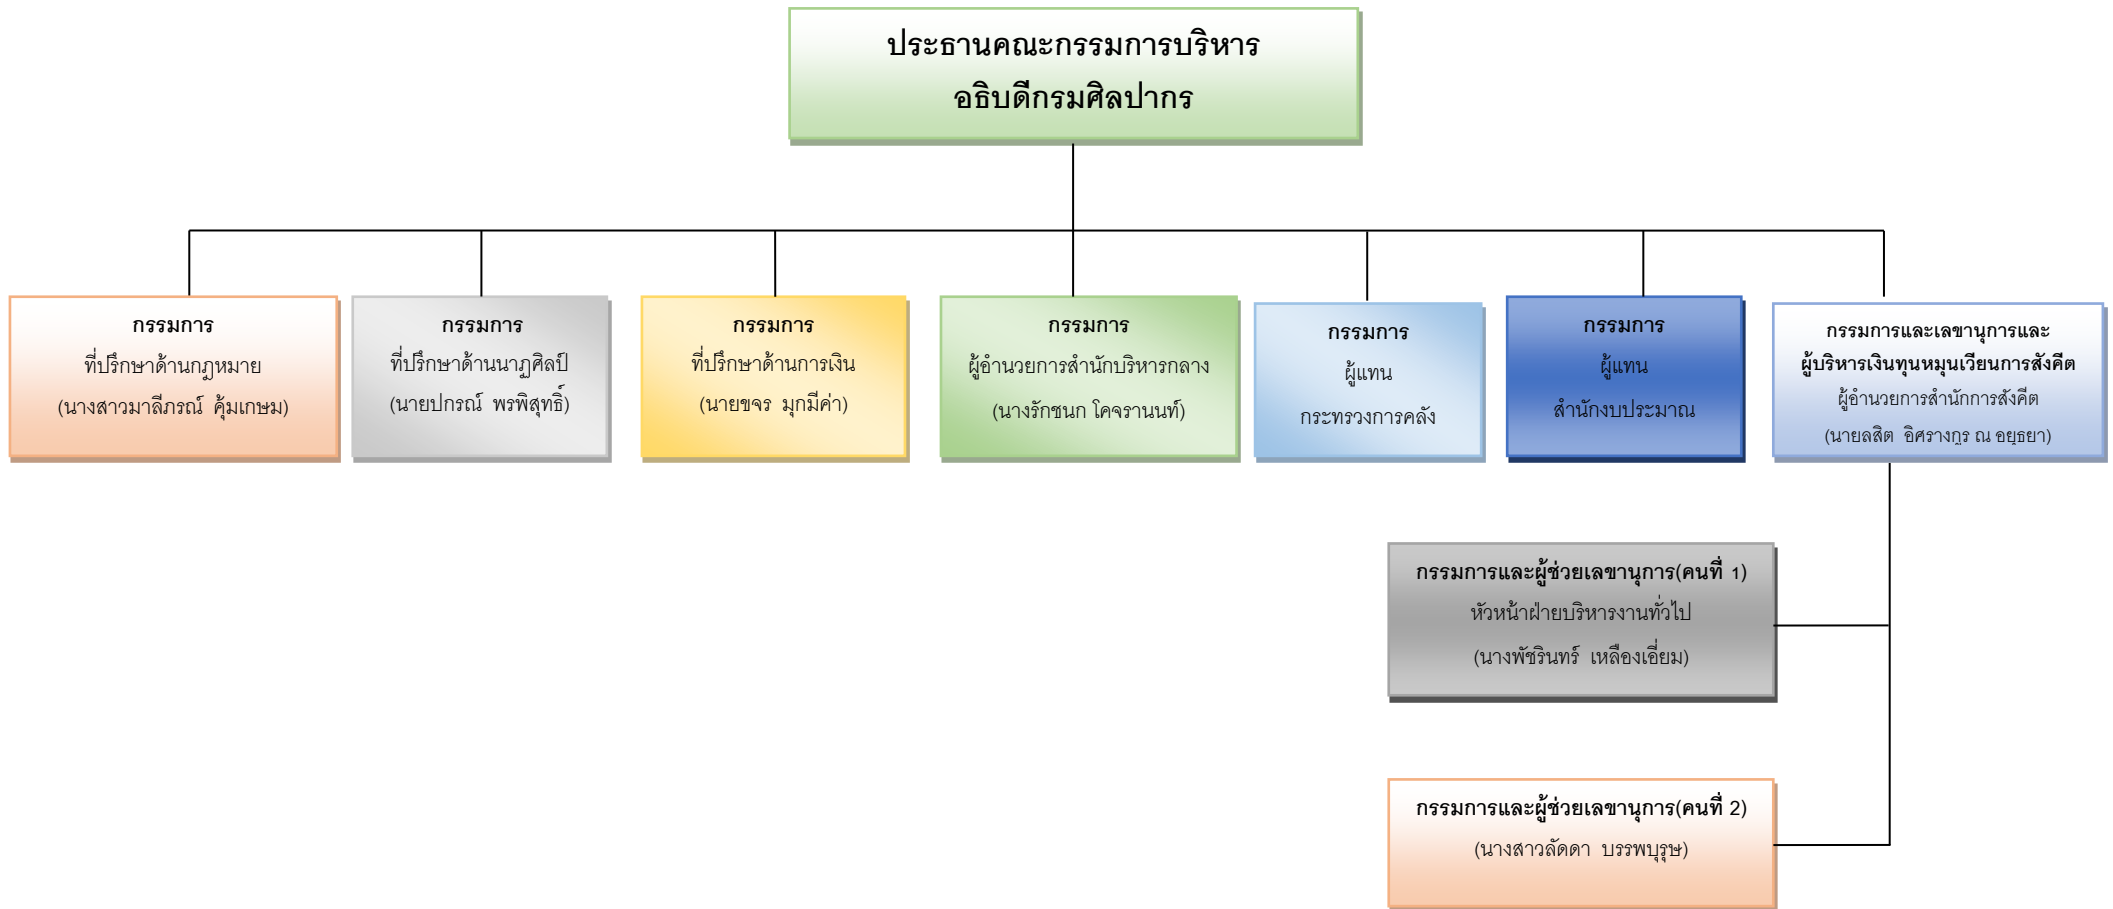 ประธานคณะกรรมการบริหาร
อธิบดีกรมศิลปากร
กรรมการ
ที่ปรึกษาด้านกฎหมาย
(นางสาวมาลีภรณ์ คุ้มเกษม)
กรรมการ
ที่ปรึกษาด้านนาฏศิลป์
(นายปกรณ์ พรพิสุทธิ์)
กรรมการ
ที่ปรึกษาด้านการเงิน
(นายขจร มุกมีค่า)
กรรมการ
ผู้อำนวยการสำนักบริหารกลาง
(นางรักชนก โคจรานนท์)
กรรมการ
ผู้แทน
กระทรวงการคลัง
กรรมการ
ผู้แทน
สำนักงบประมาณ
กรรมการและเลขานุการและ
ผู้บริหารเงินทุนหมุนเวียนการสังคีต
ผู้อำนวยการสำนักการสังคีต
(นายลสิต อิศรางกูร ณ อยุธยา)
กรรมการและผู้ช่วยเลขานุการ(คนที่ 1)
หัวหน้าฝ่ายบริหารงานทั่วไป
(นางพัชรินทร์ เหลืองเอี่ยม)
กรรมการและผู้ช่วยเลขานุการ(คนที่ 2)
(นางสาวลัดดา บรรพบุรุษ)